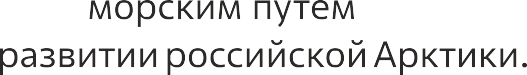 морским путем
развитии российской Арктики.